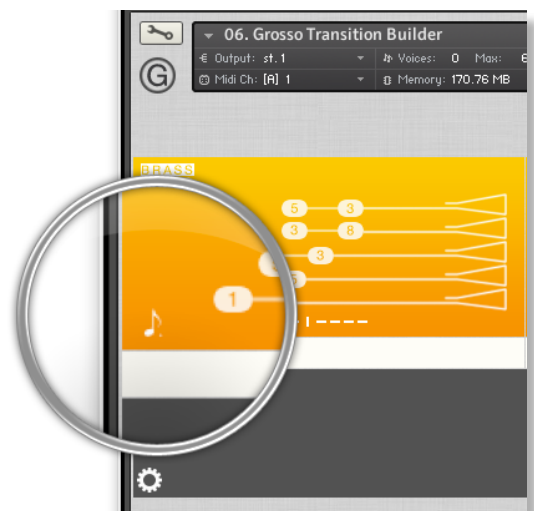 06. Grosso Transition Builder
Output: st.1 Voices: 0 Max:
G Midi Ch: [A] 1 Memory: 170.76 MB
BRASS
5 3
3 8
3
1